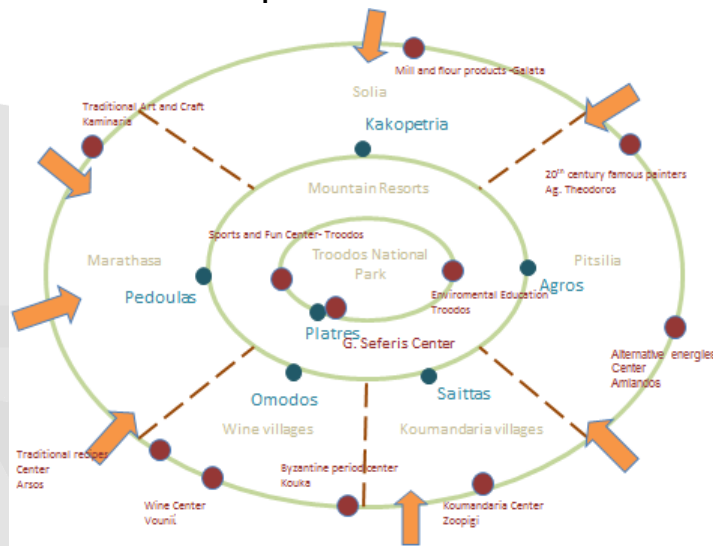 Mill and flour products -Galata
Solia
Traditional Art and Craft
Kaminaria
Kakopetria
20th century famous painters
Ag. Theodoros
Mountain Resorts
Sports and Fun Center- Troodos
Troodos National
Park
Marathasa
Pitsilia
Pedoulas
Agros
Enviromental Education
Troodos
Platres
G. Seferis Center
Alternative energies
Center
Amiandos
Omodos
Saittas
Wine villages
Koumandaria villages
Traditional recipes
Center
Arsos
Byzantine period center
Kouka
Wine Center
Vouni.
Koumandaria Center
Zoopigi